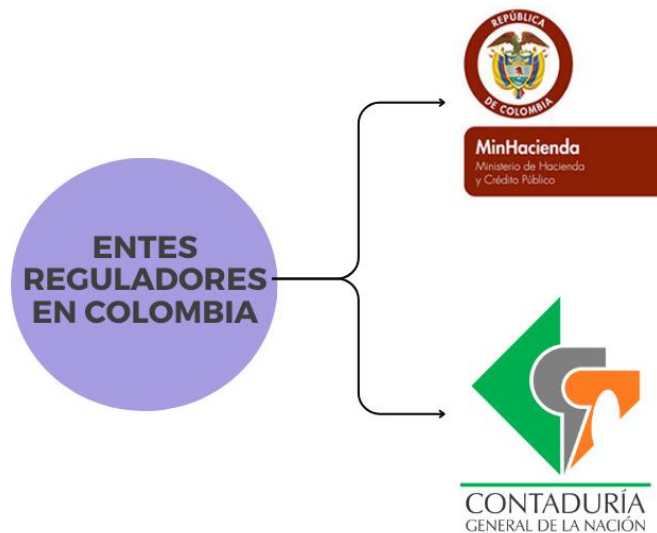 REPÚBLICA
DE COLOMBIA
MinHacienda
Ministerio de Hacienda
y Crédito Público
ENTES
REGULADORES
EN COLOMBIA
CONTADURÍA
GENERAL DE LA NACIÓN